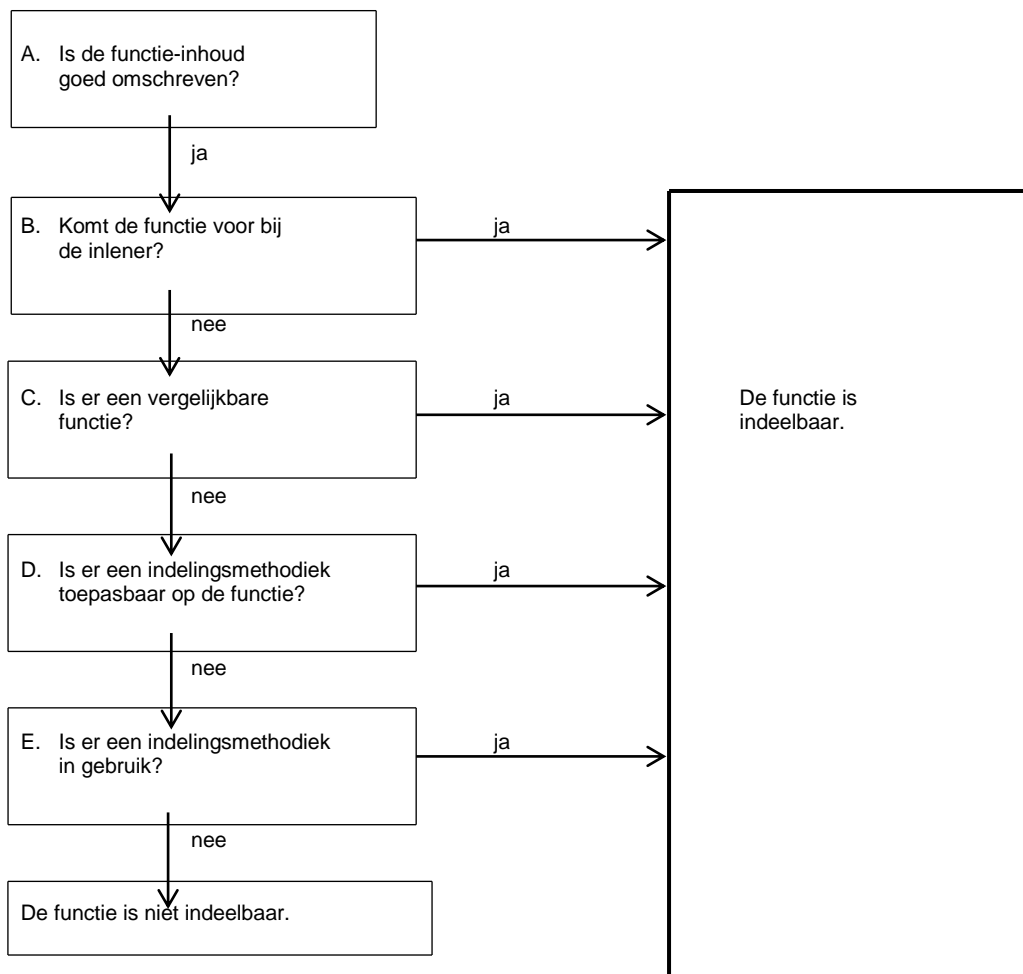 A. Is de functie-inhoud
goed omschreven?
ja
B. Komt de functie voor bij
de inlener?
ja
nee
C. Is er een vergelijkbare
functie?
ja
De functie is
indeelbaar.
nee
D. Is er een indelingsmethodiek
toepasbaar op de functie?
ja
nee
E. Is er een indelingsmethodiek
in gebruik?
ja
nee
De functie is niet indeelbaar.